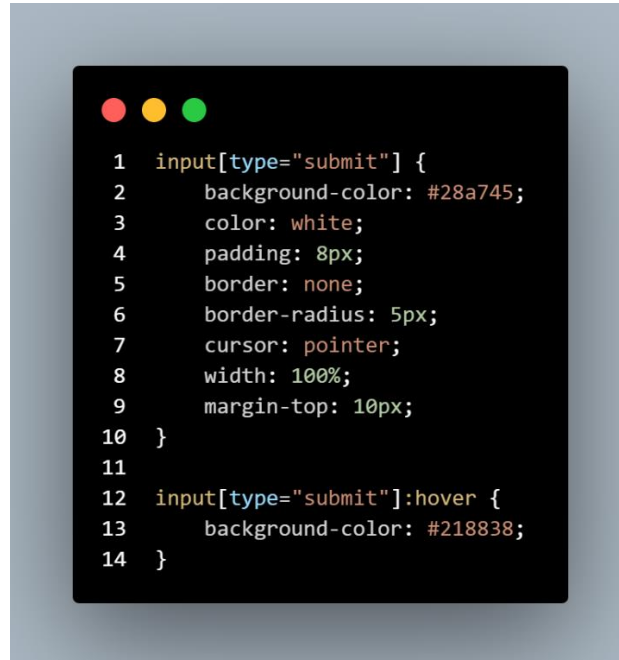 1 input[type="submit"] {
2     background-color: #28a745;
3     color: white;
4     padding: 8px;
5     border: none;
6     border-radius: 5px;
7     cursor: pointer;
8     width: 100%;
9     margin-top: 10px;
10 }
11
12 input[type="submit"]:hover {
13     background-color: #218838;
14 }